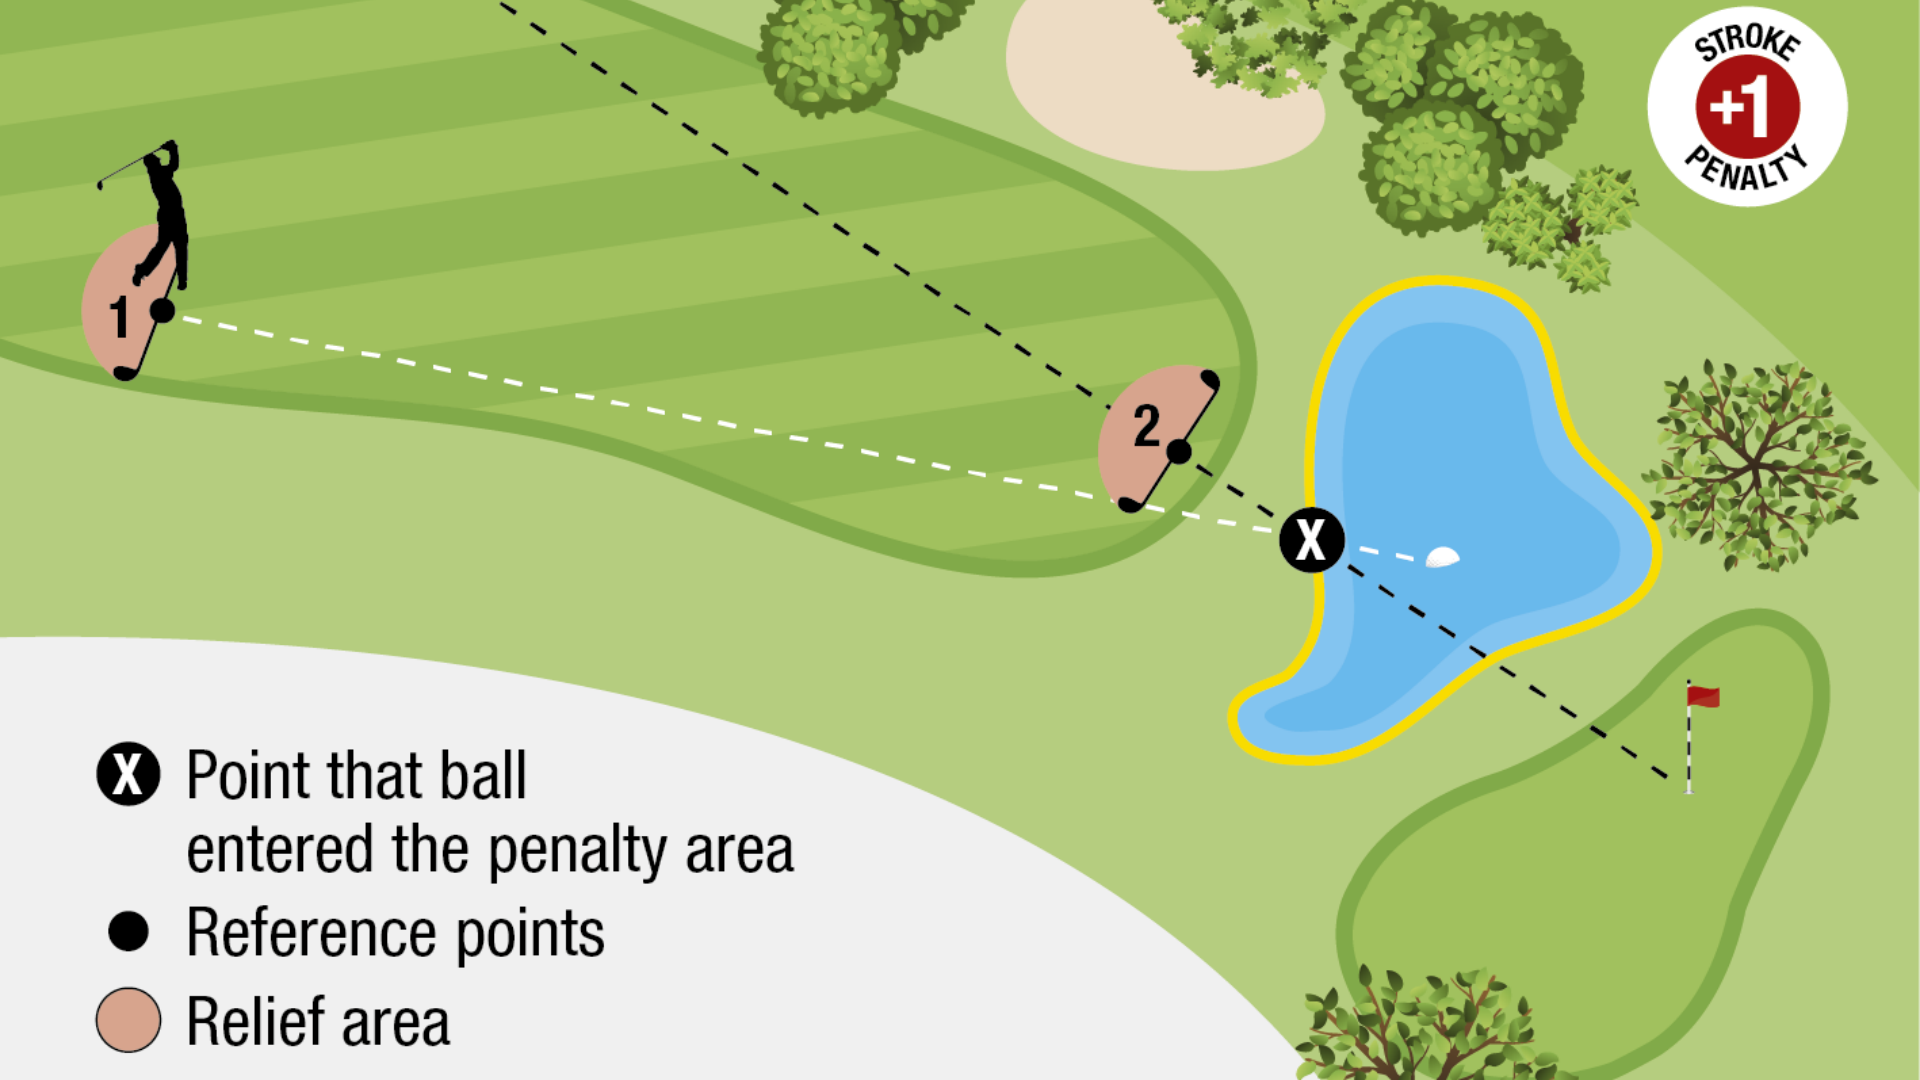 STROKE
+1
PENALTY
1
2
X
X Point that ball
entered the penalty area
Reference points
Relief area